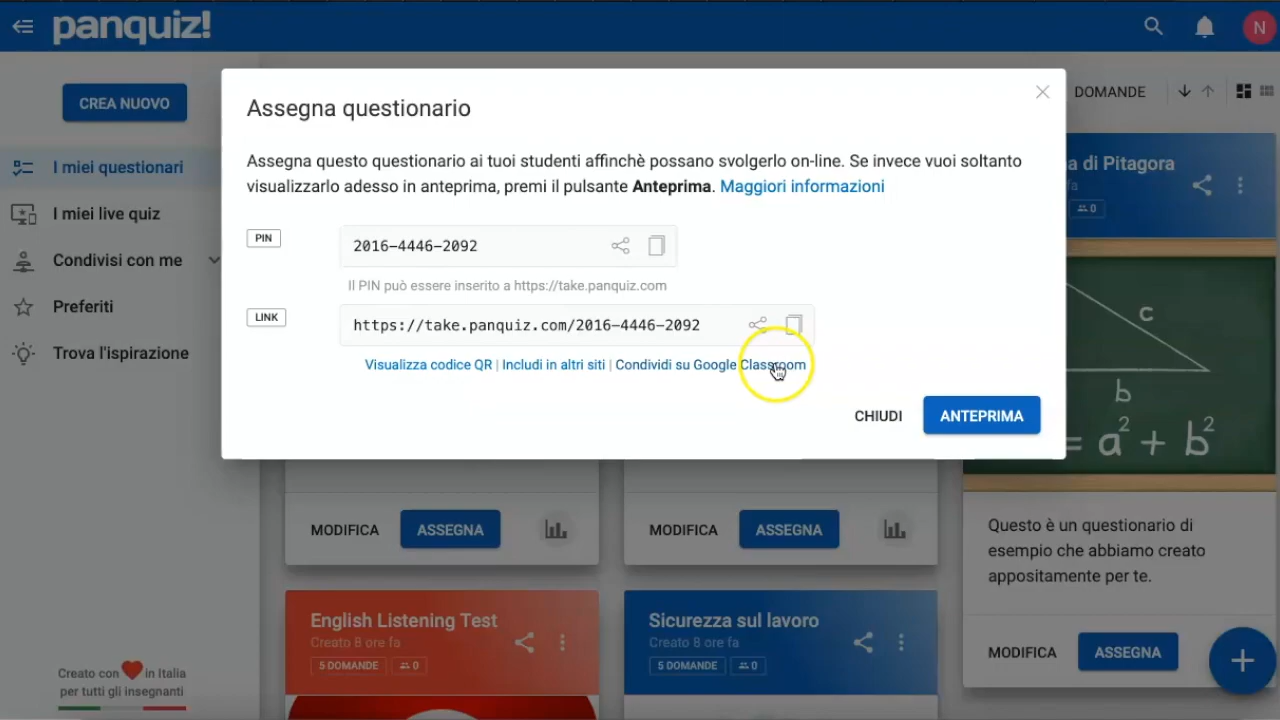 panquiz!
N
CREA NUOVO
I miei questionari
I miei live quiz
Condivisi con me
Preferiti
Trova l'ispirazione
Creato con in Italia
per tutti gli insegnanti
DOMANDE
Assegna questionario
Assegna questo questionario ai tuoi studenti affinchè possano svolgerlo on-line. Se invece vuoi soltanto
visualizzarlo adesso in anteprima, premi il pulsante Anteprima. Maggiori informazioni
PIN
2016-4446-2092
Il PIN può essere inserito a https://take.panquiz.com
LINK
https://take.panquiz.com/2016-4446-2092
Visualizza codice QR | Includi in altri siti | Condividi su Google Classroom
CHIUDI
ANTEPRIMA
a di Pitagora
fa
0
c
b
= a² + b²
Questo è un questionario di
esempio che abbiamo creato
appositamente per te.
MODIFICA
ASSEGNA
MODIFICA
ASSEGNA
MODIFICA
ASSEGNA
English Listening Test
Creato 8 ore fa
5 DOMANDE
0
Sicurezza sul lavoro
Creato 8 ore fa
5 DOMANDE
0